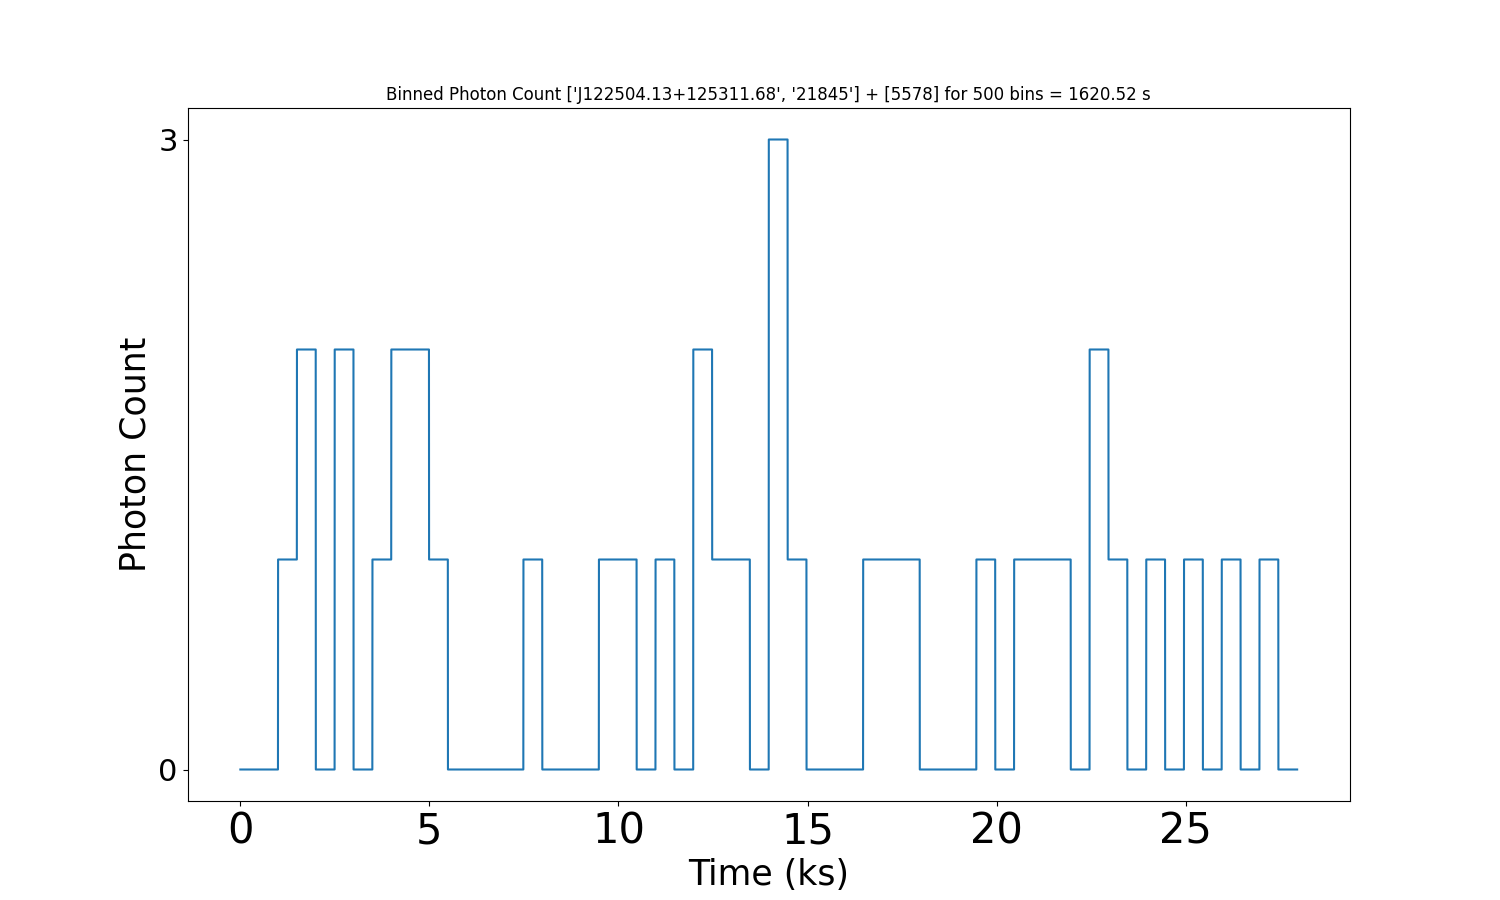 Binned Photon Count ['J122504.13+125311.68', '21845'] + [5578] for 500 bins = 1620.52 s
3
0
Photon Count
0 5 10 15 20 25
Time (ks)